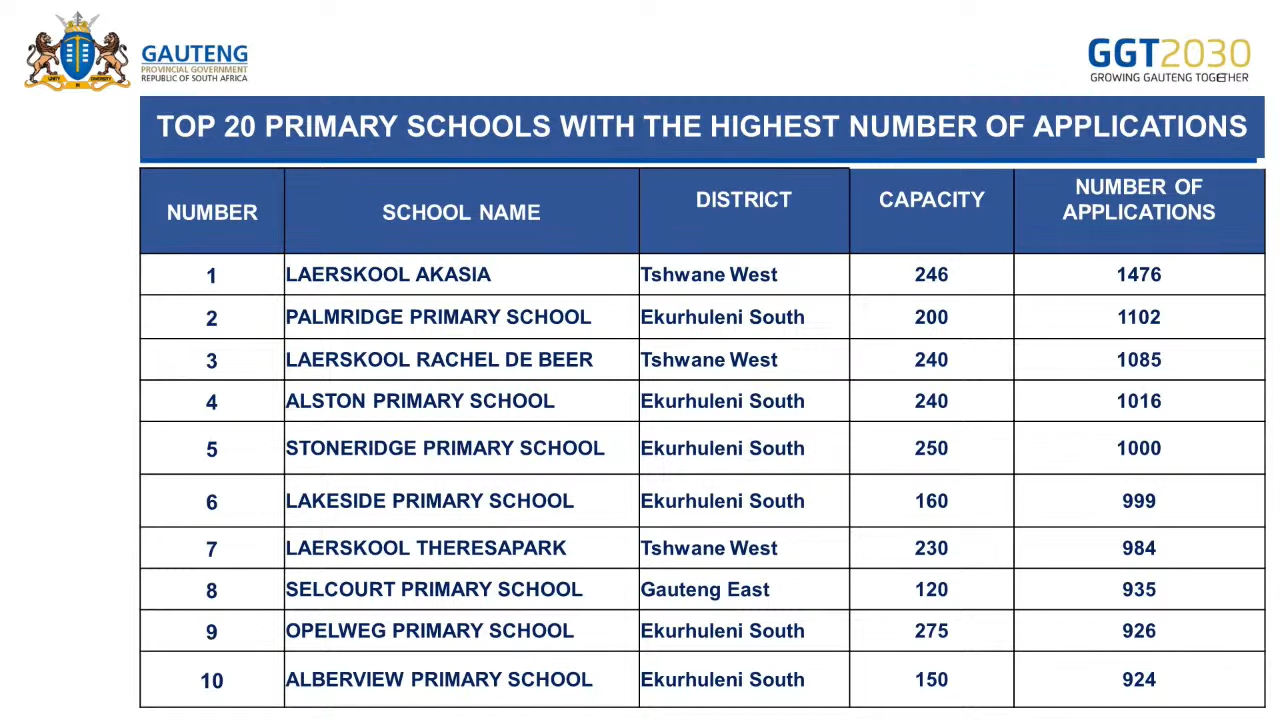 GAUTENG
PROVINCIAL GOVERNMENT
REPUBLIC OF SOUTH AFRICA
UNITY IN DIVERSITY
GGT2030
GROWING GAUTENG TOGETHER
TOP 20 PRIMARY SCHOOLS WITH THE HIGHEST NUMBER OF APPLICATIONS
NUMBER SCHOOL NAME DISTRICT CAPACITY NUMBER OF APPLICATIONS
1 LAERSKOOL AKASIA Tshwane West 246 1476
2 PALMRIDGE PRIMARY SCHOOL Ekurhuleni South 200 1102
3 LAERSKOOL RACHEL DE BEER Tshwane West 240 1085
4 ALSTON PRIMARY SCHOOL Ekurhuleni South 240 1016
5 STONERIDGE PRIMARY SCHOOL Ekurhuleni South 250 1000
6 LAKESIDE PRIMARY SCHOOL Ekurhuleni South 160 999
7 LAERSKOOL THERESAPARK Tshwane West 230 984
8 SELCOURT PRIMARY SCHOOL Gauteng East 120 935
9 OPELWEG PRIMARY SCHOOL Ekurhuleni South 275 926
10 ALBERVIEW PRIMARY SCHOOL Ekurhuleni South 150 924